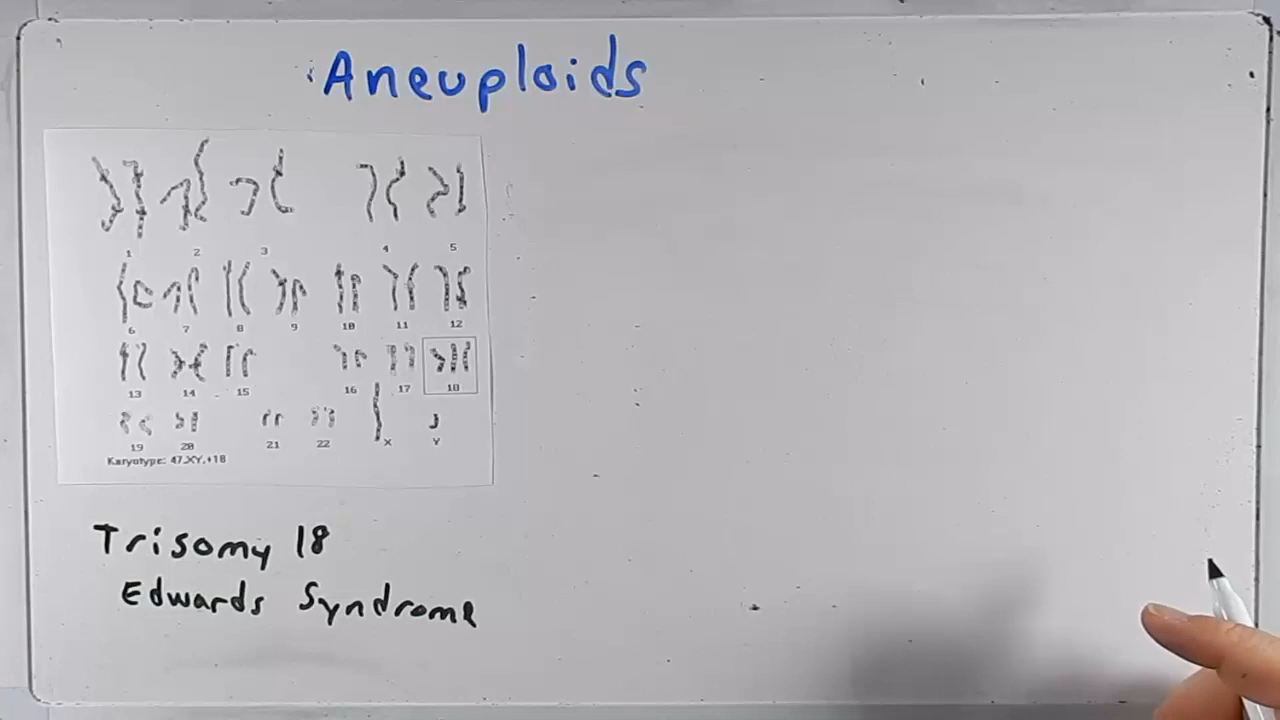 Aneuploids
1 2 3 4 5
6 7 8 9 10 11 12
13 14 15 16 17 18
19 20 21 22 X Y
Karyotype: 47,XY,+18
Trisomy 18
Edwards Syndrome